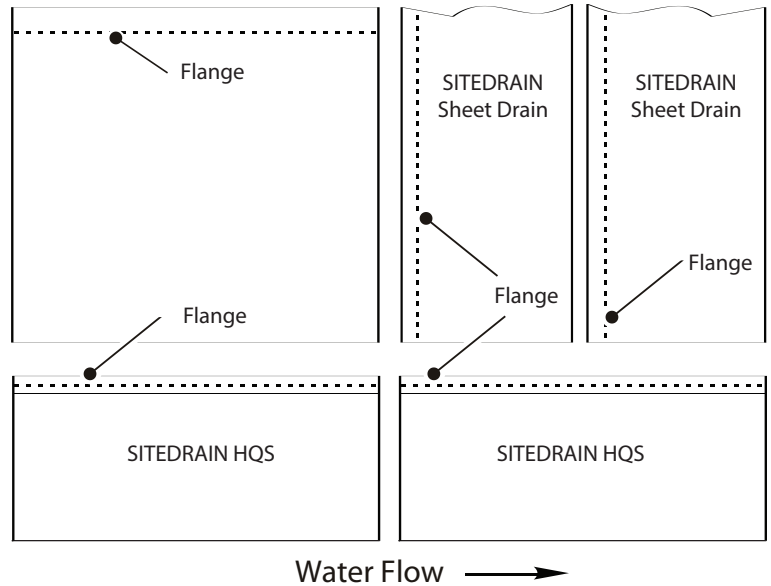 Flange
SITEDRAIN
Sheet Drain
SITEDRAIN
Sheet Drain
Flange
Flange
Flange
SITEDRAIN HQS
SITEDRAIN HQS
Water Flow